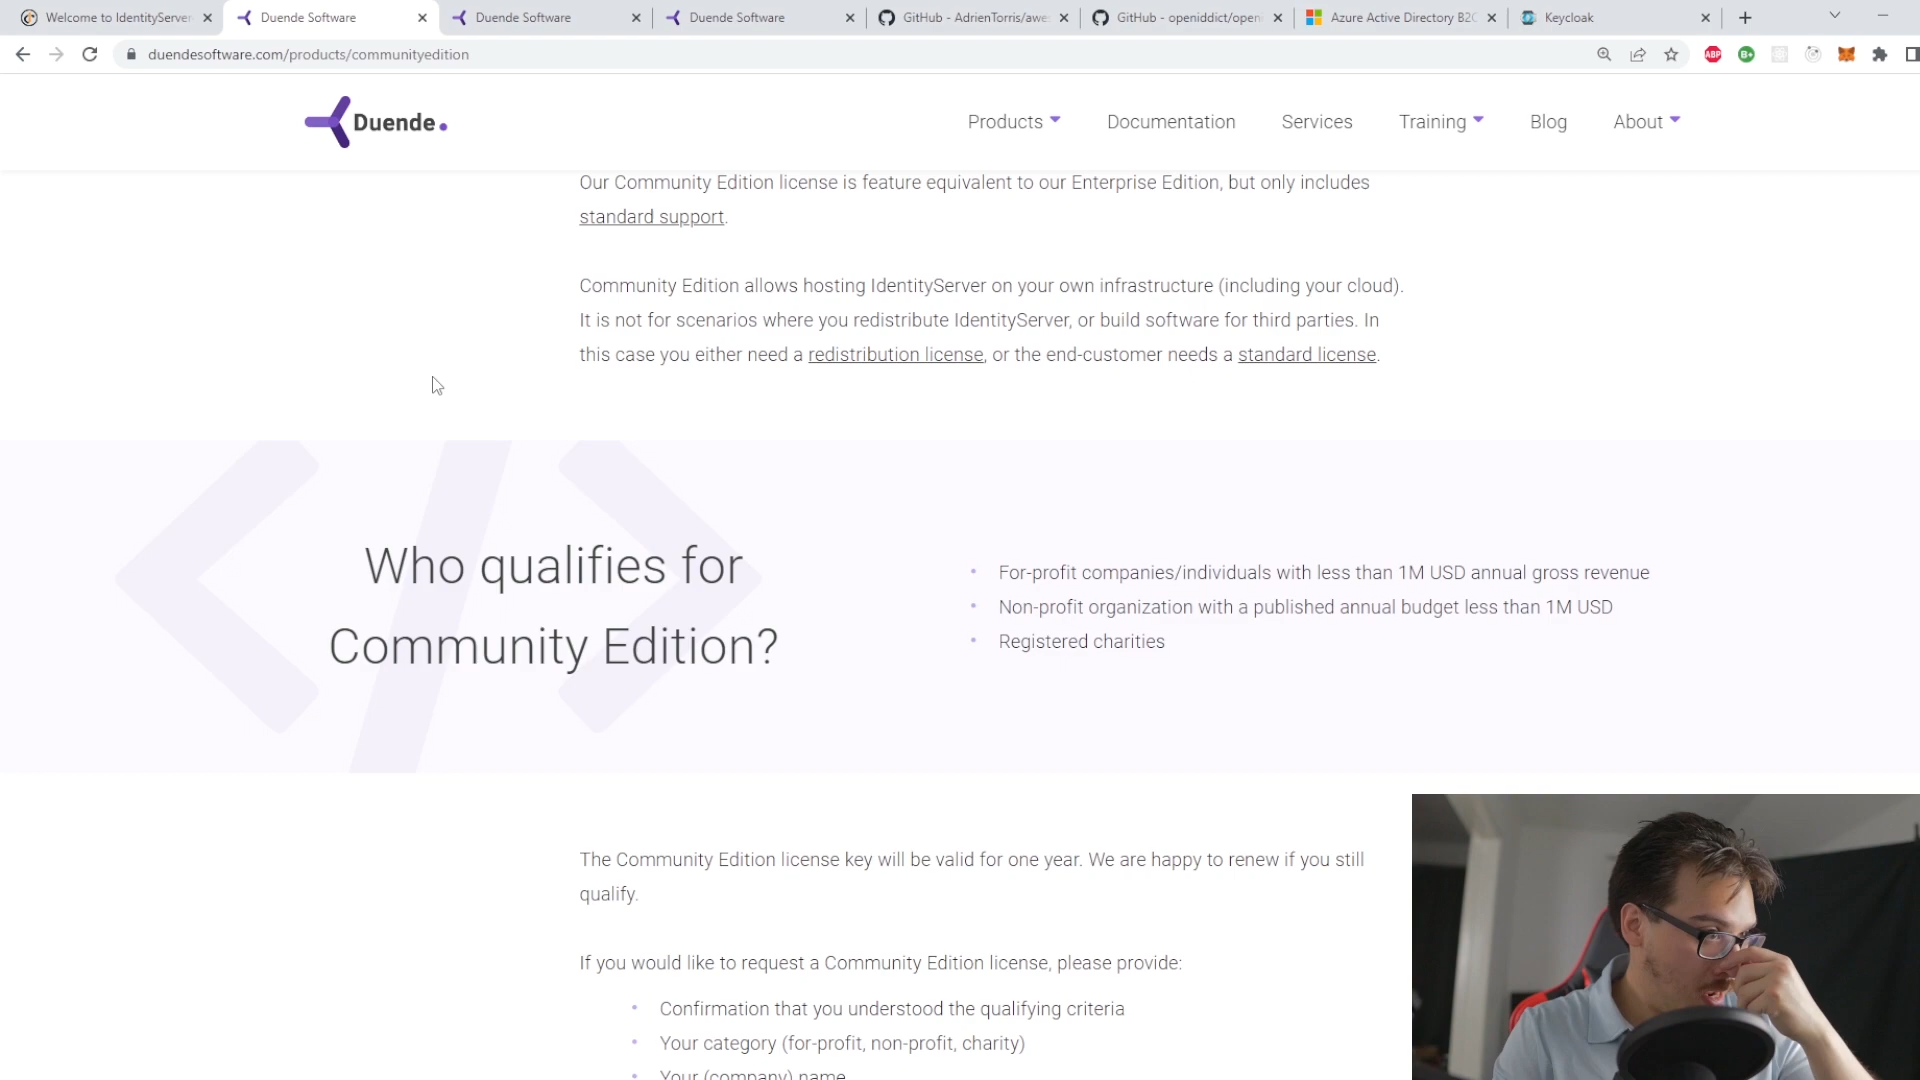 Welcome to IdentityServer
Duende Software
Duende Software
Duende Software
GitHub - AdrienTorris/awe
GitHub - openiddict/open
Azure Active Directory B2C
Keycloak
duendesoftware.com/products/communityedition
ABP
B+
Duende.
Products
Documentation
Services
Training
Blog
About
Our Community Edition license is feature equivalent to our Enterprise Edition, but only includes
standard support.
Community Edition allows hosting IdentityServer on your own infrastructure (including your cloud).
It is not for scenarios where you redistribute IdentityServer, or build software for third parties. In
this case you either need a redistribution license, or the end-customer needs a standard license.
Who qualifies for
Community Edition?
• For-profit companies/individuals with less than 1M USD annual gross revenue
• Non-profit organization with a published annual budget less than 1M USD
• Registered charities
The Community Edition license key will be valid for one year. We are happy to renew if you still
qualify.
If you would like to request a Community Edition license, please provide:
• Confirmation that you understood the qualifying criteria
• Your category (for-profit, non-profit, charity)
• Your (company) name